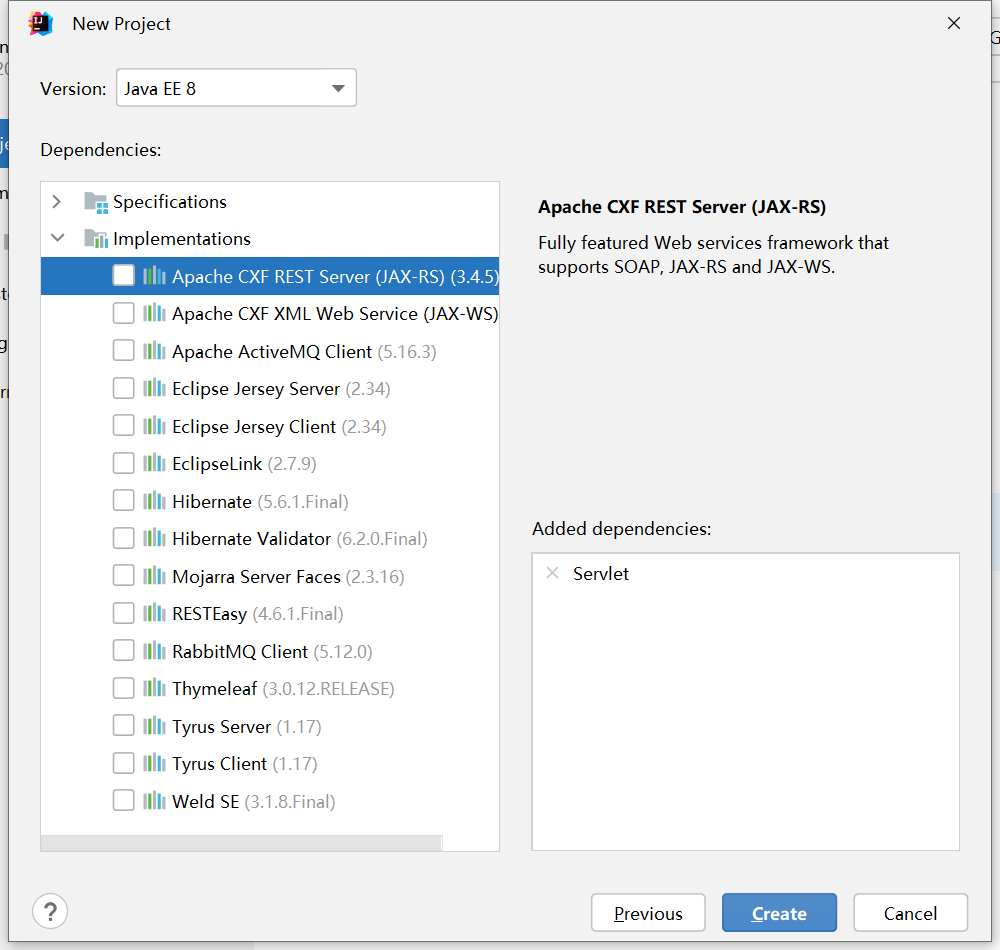 New Project
Version: Java EE 8
Dependencies:
Specifications
Implementations
Apache CXF REST Server (JAX-RS) (3.4.5)
Apache CXF XML Web Service (JAX-WS)
Apache ActiveMQ Client (5.16.3)
Eclipse Jersey Server (2.34)
Eclipse Jersey Client (2.34)
EclipseLink (2.7.9)
Hibernate (5.6.1.Final)
Hibernate Validator (6.2.0.Final)
Mojarra Server Faces (2.3.16)
RESTEasy (4.6.1.Final)
RabbitMQ Client (5.12.0)
Thymeleaf (3.0.12.RELEASE)
Tyrus Server (1.17)
Tyrus Client (1.17)
Weld SE (3.1.8.Final)
Apache CXF REST Server (JAX-RS)
Fully featured Web services framework that
supports SOAP, JAX-RS and JAX-WS.
Added dependencies:
Servlet
?
Previous
Create
Cancel